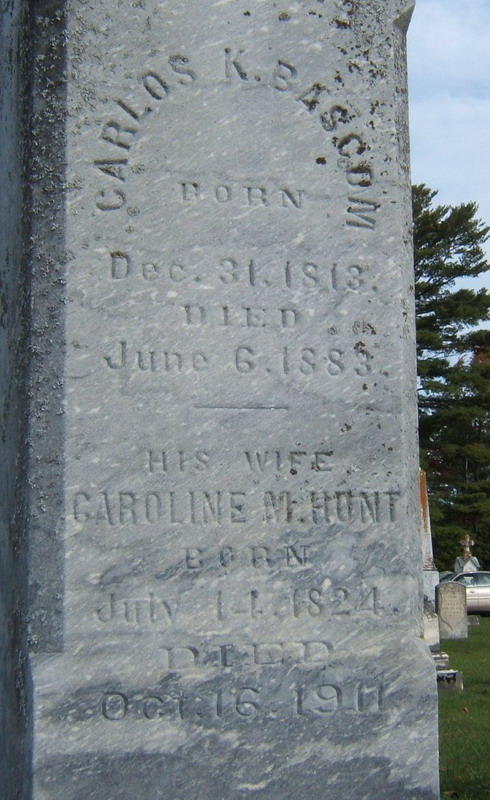 CARLOS K. BASCOM
BORN
Dec. 31. 1813.
DIED
June 6. 1883.
HIS WIFE
CAROLINE M. HUNT
BORN
July 14. 1824.
DIED
Oct. 16. 1911.